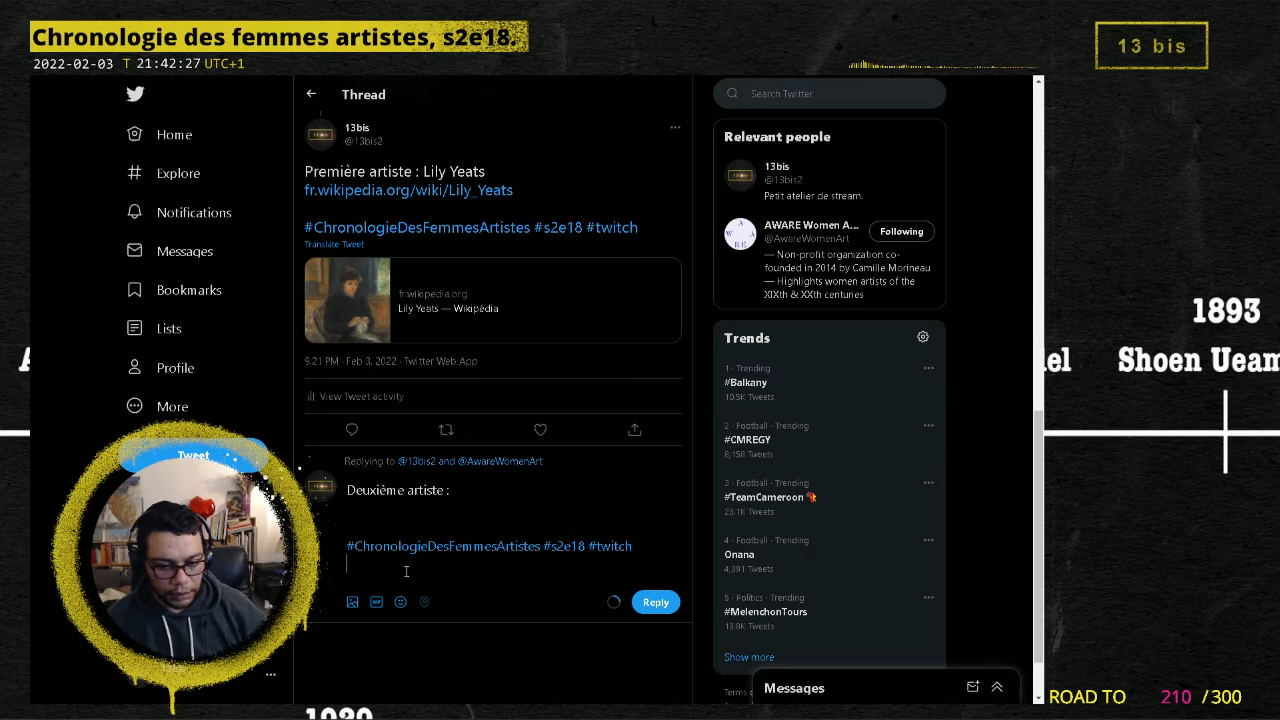 Chronologie des femmes artistes, s2e18.
2022-02-03 T 21:42:27 UTC+1
13 bis
Home
Explore
Notifications
Messages
Bookmarks
Lists
Profile
More
Tweet
Thread
13bis
@13bis2
Première artiste : Lily Yeats
fr.wikipedia.org/wiki/Lily_Yeats
#ChronologieDesFemmesArtistes #s2e18 #twitch
Translate Tweet
fr.wikipedia.org
Lily Yeats — Wikipédia
9:21 PM · Feb 3, 2022 · Twitter Web App
View Tweet activity
Replying to @13bis2 and @AwareWomenArt
Deuxième artiste :
#ChronologieDesFemmesArtistes #s2e18 #twitch
Reply
Search Twitter
Relevant people
13bis
@13bis2
Petit atelier de stream.
AWARE Women A...
@AwareWomenArt
Following
— Non-profit organization co-
founded in 2014 by Camille Morineau
— Highlights women artists of the
XIXth & XXth centuries
Trends
1 · Trending
#Balkany
10.5K Tweets
2 · Football · Trending
#CMREGY
8,158 Tweets
3 · Football · Trending
#TeamCameroon
23.1K Tweets
4 · Football · Trending
Onana
4,391 Tweets
5 · Politics · Trending
#MelenchonTours
13.8K Tweets
Show more
Terms
Messages
1893
Shoen Ueam
ROAD TO 210 / 300